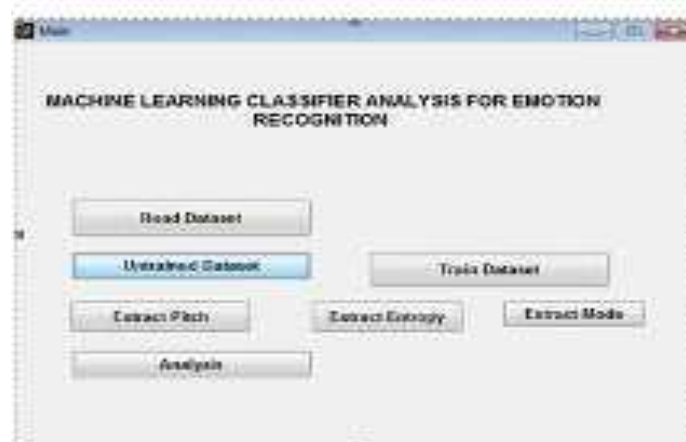 Main
MACHINE LEARNING CLASSIFIER ANALYSIS FOR EMOTION
RECOGNITION
Read Dataset
Untrained Dataset
Train Dataset
Extract Pitch
Extract Entropy
Extract Mode
Analysis